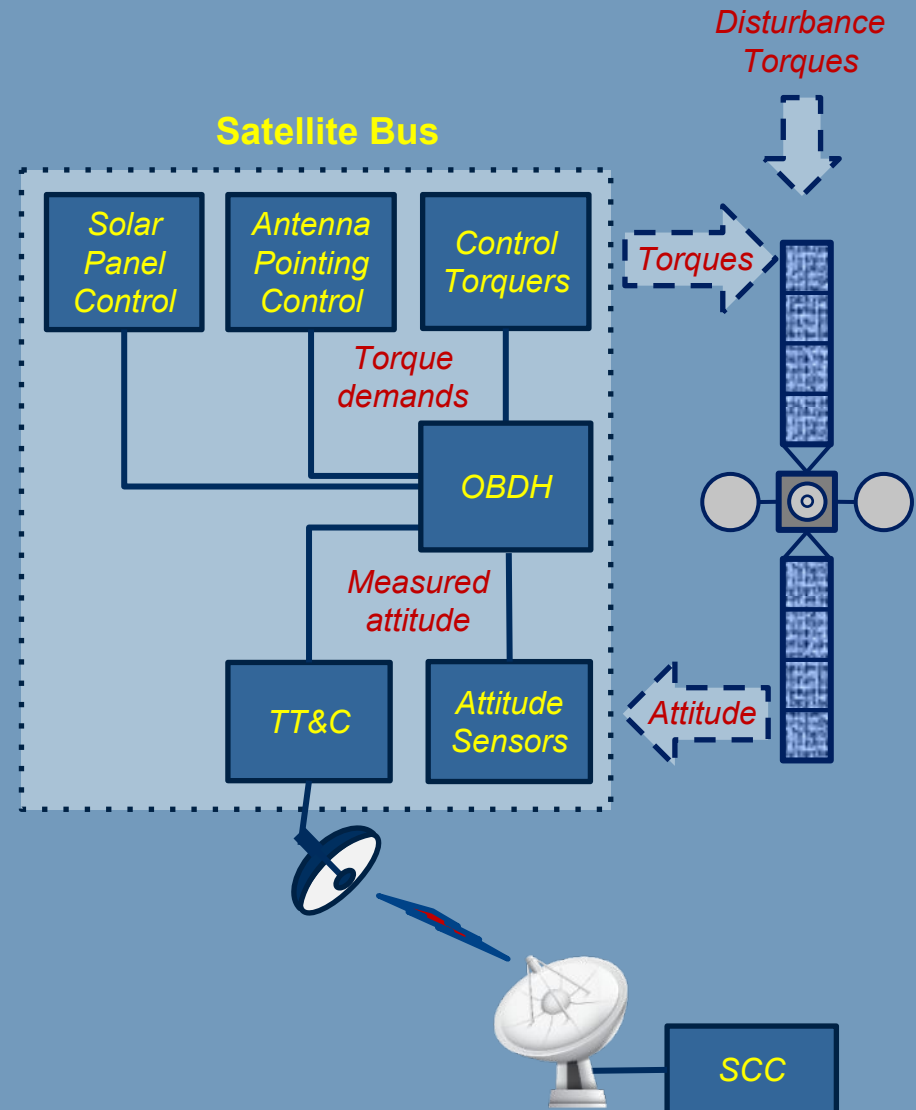 Disturbance
Torques
Satellite Bus
Solar
Panel
Control
Antenna
Pointing
Control
Control
Torquers
Torques
Torque
demands
OBDH
Measured
attitude
TT&C
Attitude
Sensors
Attitude
SCC